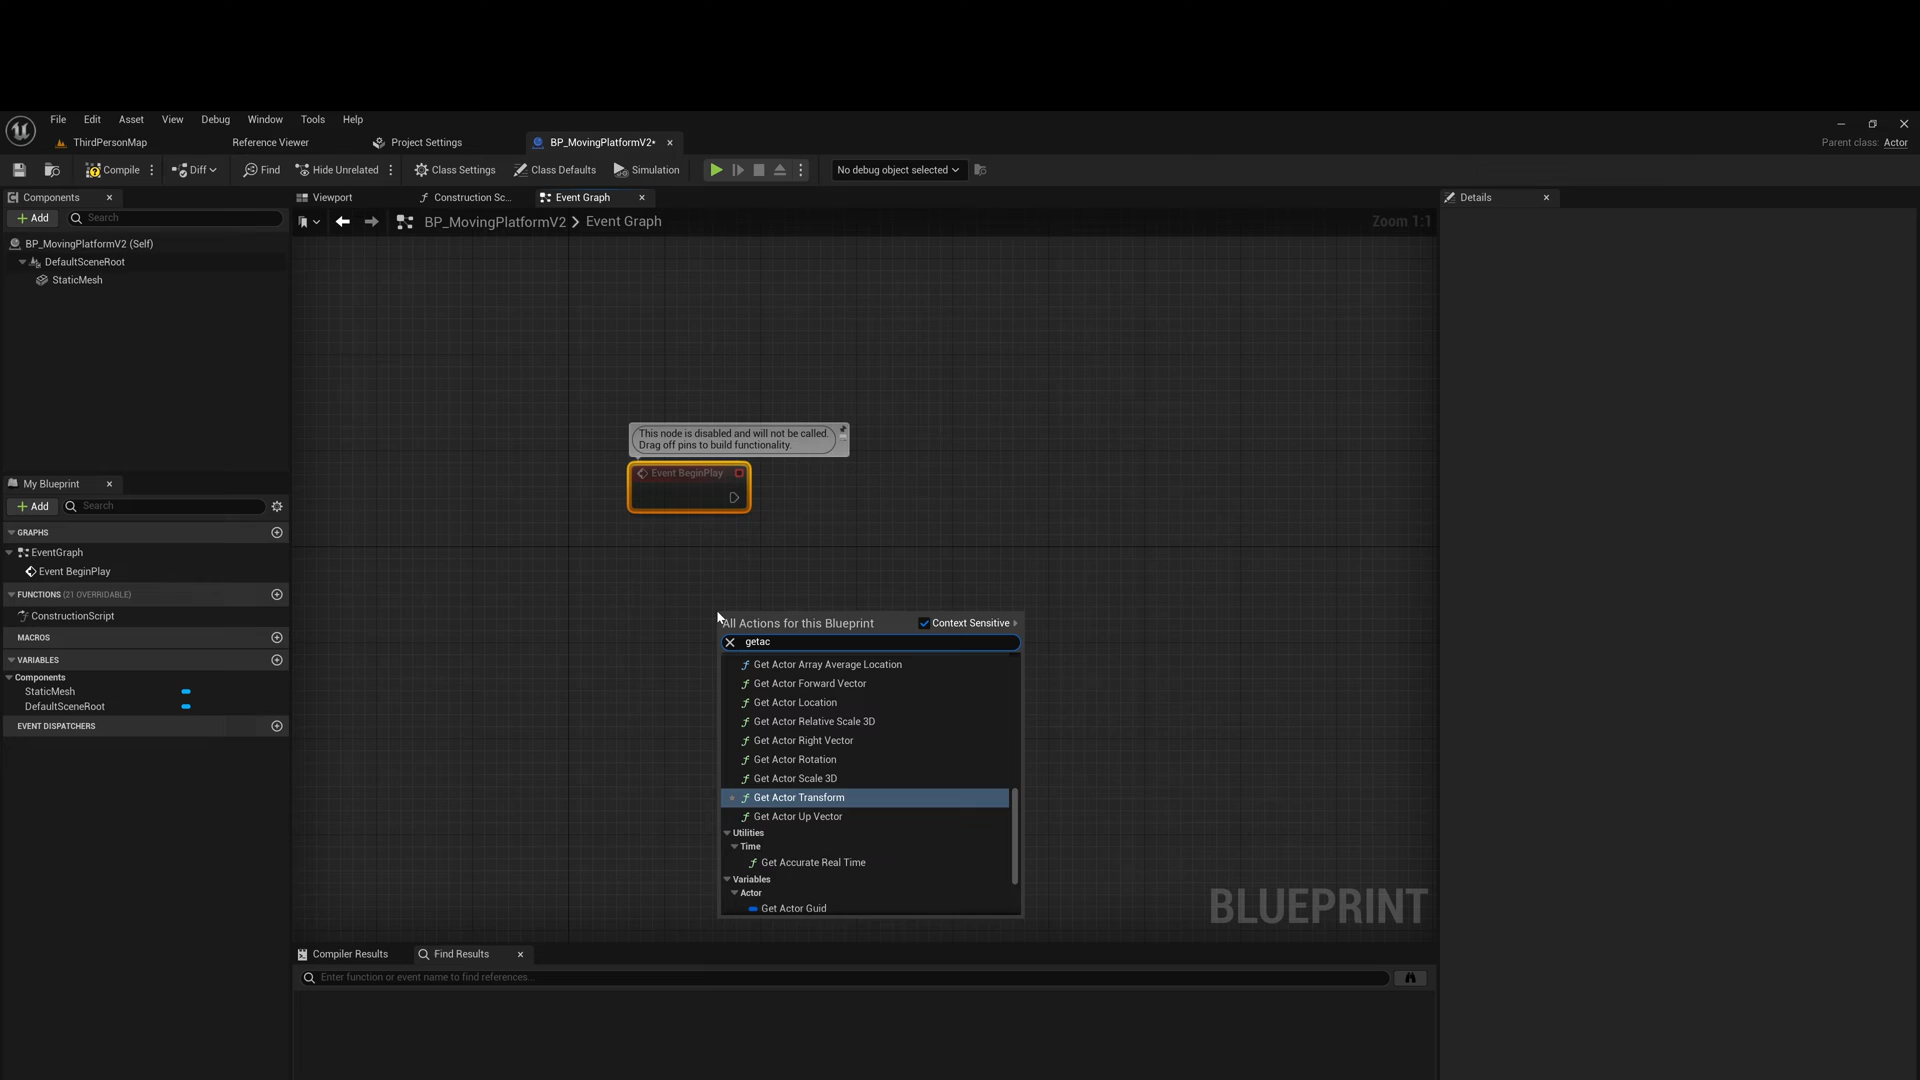 File Edit Asset View Debug Window Tools Help
ThirdPersonMap Reference Viewer Project Settings BP_MovingPlatformV2*
Parent class: Actor
Compile Diff Find Hide Unrelated Class Settings Class Defaults Simulation No debug object selected
Components
Add Search
BP_MovingPlatformV2 (Self)
DefaultSceneRoot
StaticMesh
My Blueprint
Add Search
GRAPHS
EventGraph
Event BeginPlay
FUNCTIONS (21 OVERRIDABLE)
ConstructionScript
MACROS
VARIABLES
Components
StaticMesh
DefaultSceneRoot
EVENT DISPATCHERS
Viewport Construction Sc... Event Graph
BP_MovingPlatformV2 > Event Graph
Zoom 1:1
This node is disabled and will not be called.
Drag off pins to build functionality.
Event BeginPlay
All Actions for this Blueprint Context Sensitive
getac
Get Actor Array Average Location
Get Actor Forward Vector
Get Actor Location
Get Actor Relative Scale 3D
Get Actor Right Vector
Get Actor Rotation
Get Actor Scale 3D
Get Actor Transform
Get Actor Up Vector
Utilities
Time
Get Accurate Real Time
Variables
Actor
Get Actor Guid
BLUEPRINT
Compiler Results Find Results
Enter function or event name to find references...
Details